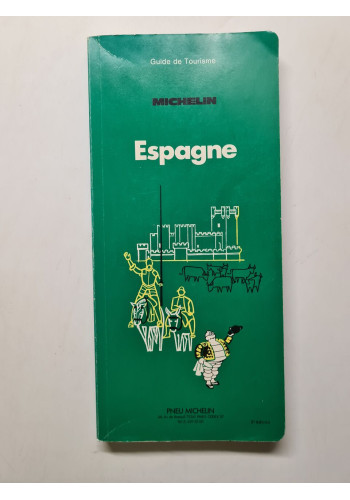 Guide de Tourisme
MICHELIN
Espagne
PNEU MICHELIN